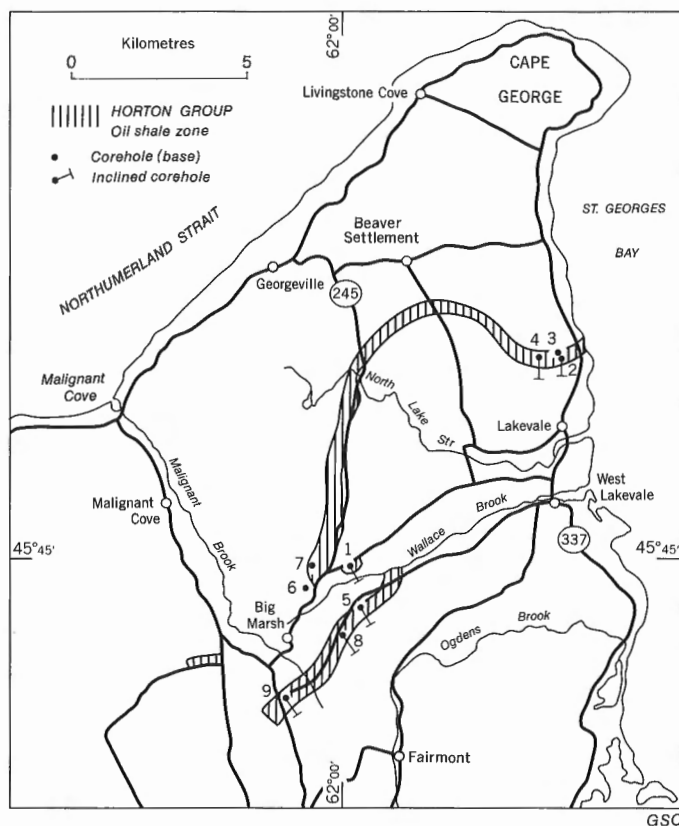 62°00'
Kilometres
0 5
HORTON GROUP
Oil shale zone
Corehole (base)
Inclined corehole
CAPE
GEORGE
Livingstone Cove
NORTHUMERLAND STRAIT
ST. GEORGES
BAY
Beaver
Settlement
Georgeville
245
4 3
2
Malignant
Cove
North
Lake
Str
Lakevale
Malignant
Brook
Malignant
Cove
West
Lakevale
Wallace Brook
337
45°45'
45°45'
7
1
6
5
Big
Marsh
8
Ogdens Brook
9
Fairmont
62°00'
GSC